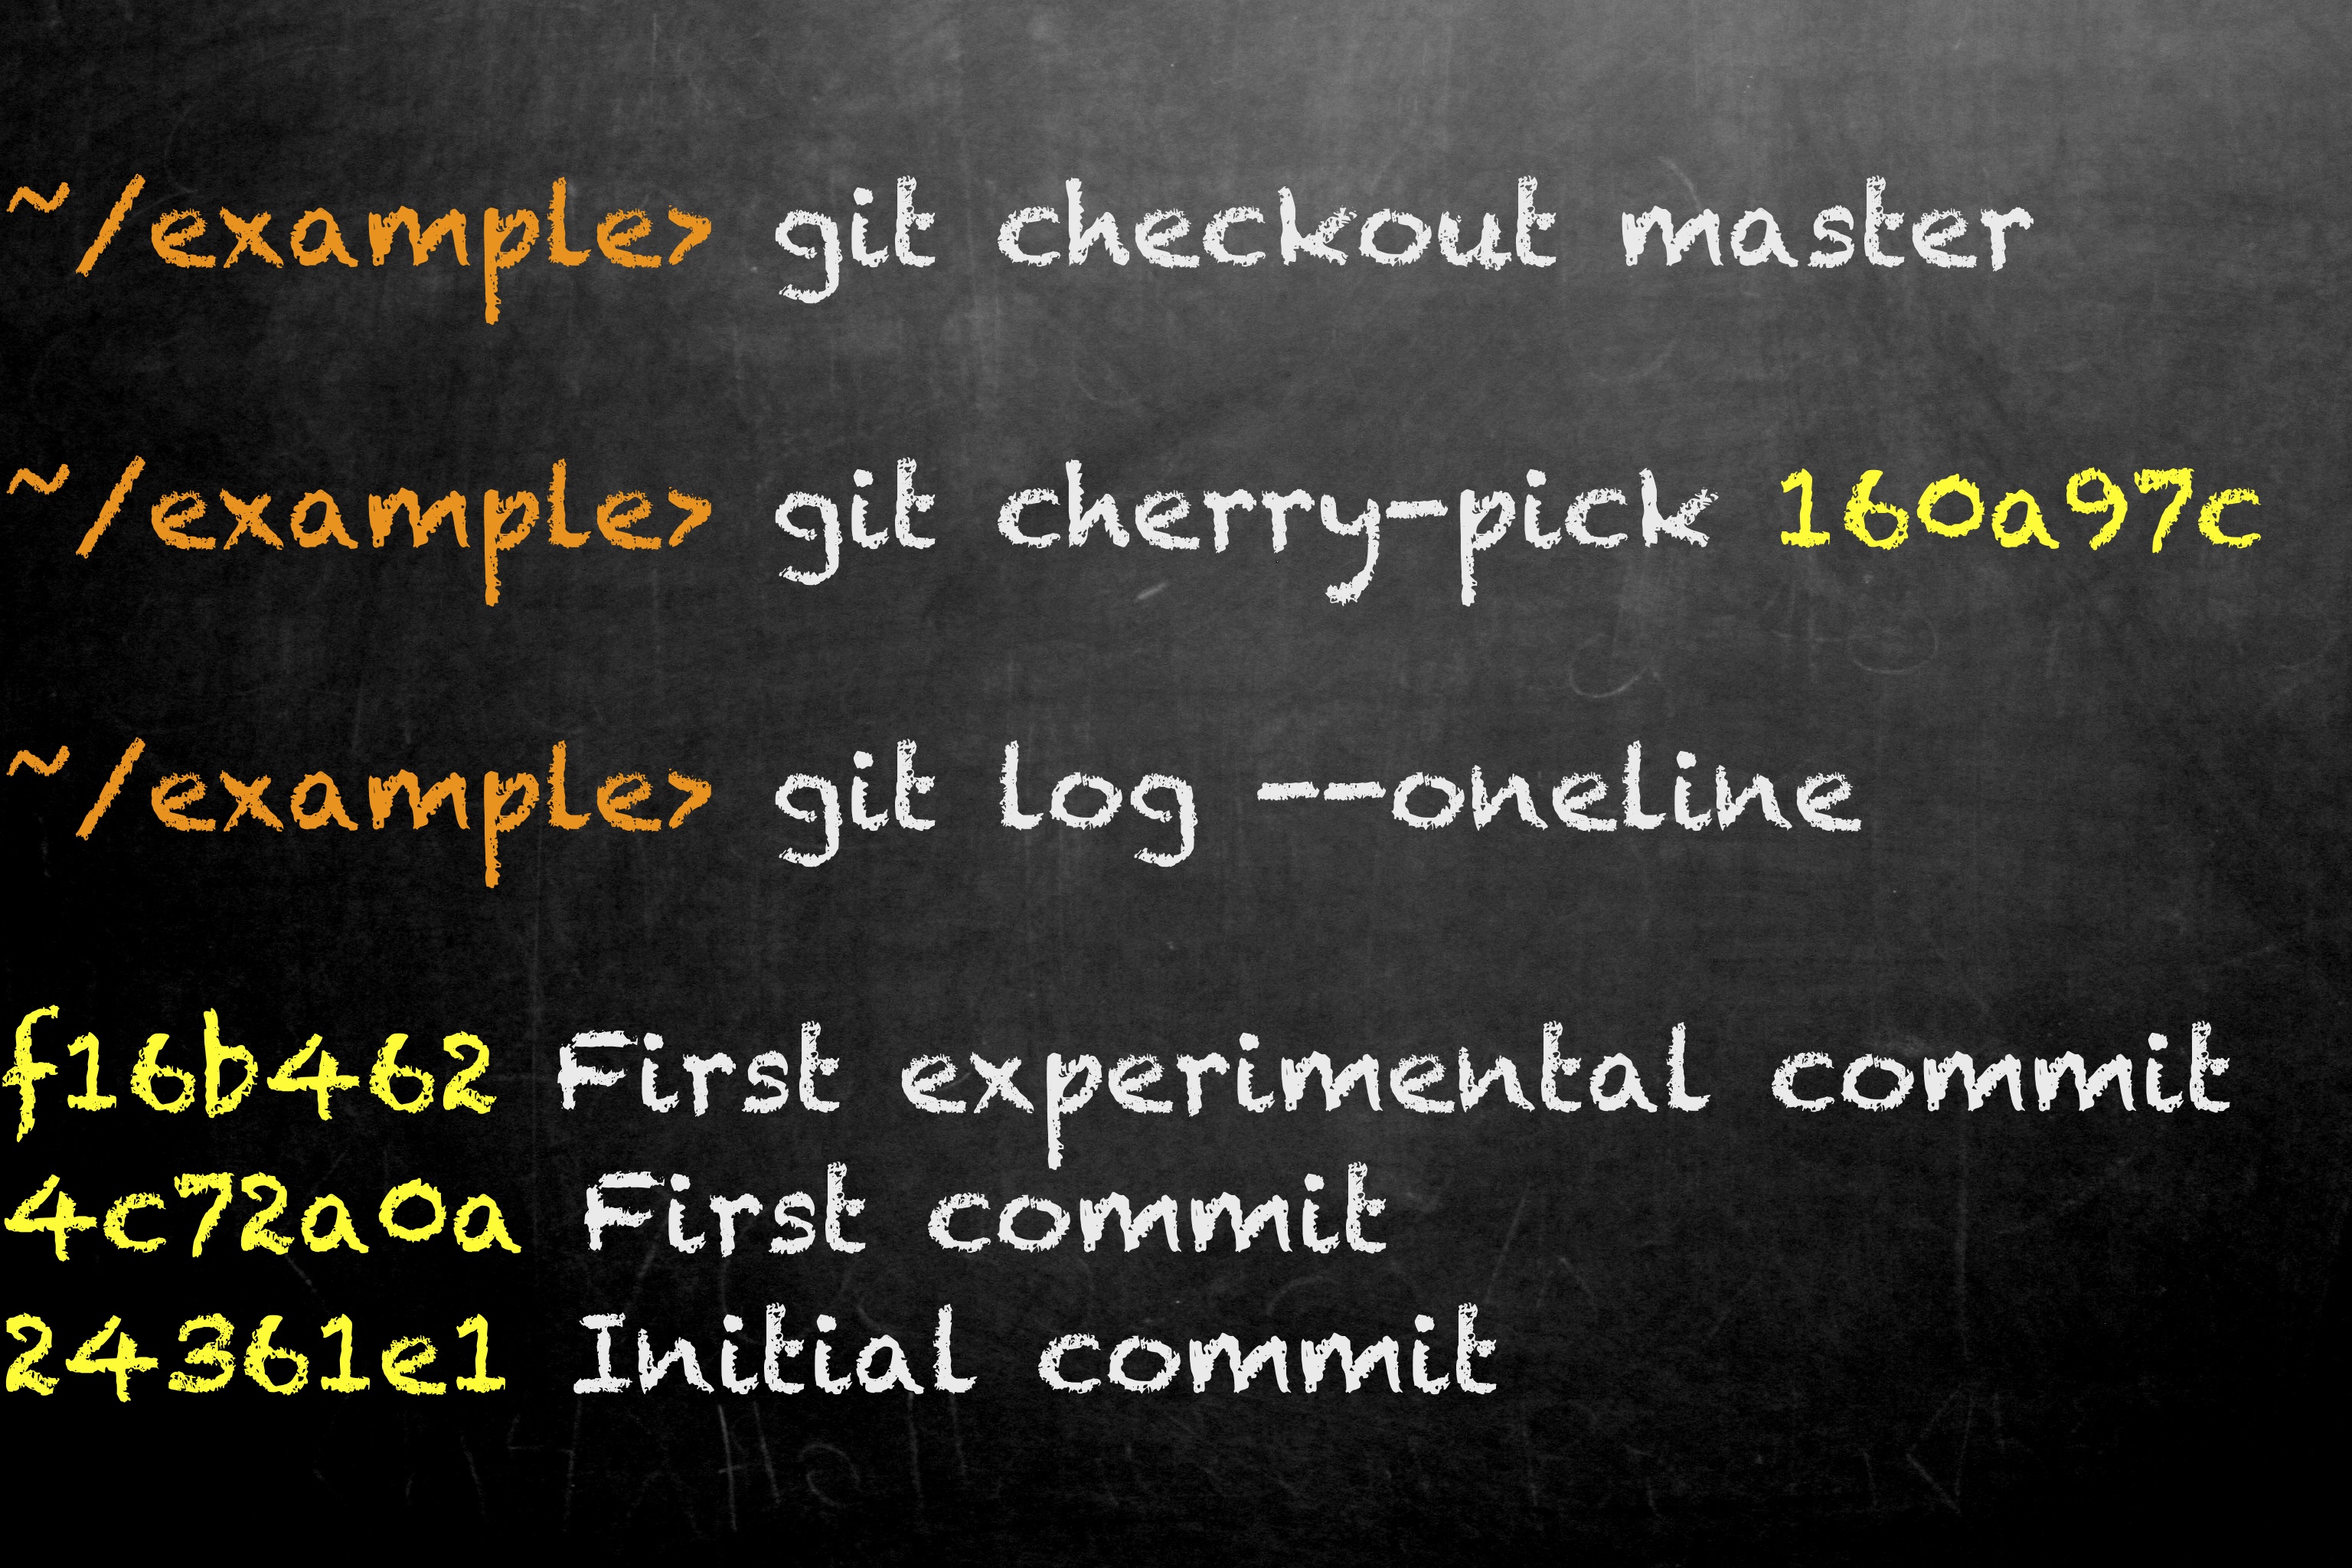 ~/example> git checkout master
~/example> git cherry-pick 160a97c
~/example> git log --oneline
f16b462 First experimental commit
4c72a0a First commit
24361e1 Initial commit